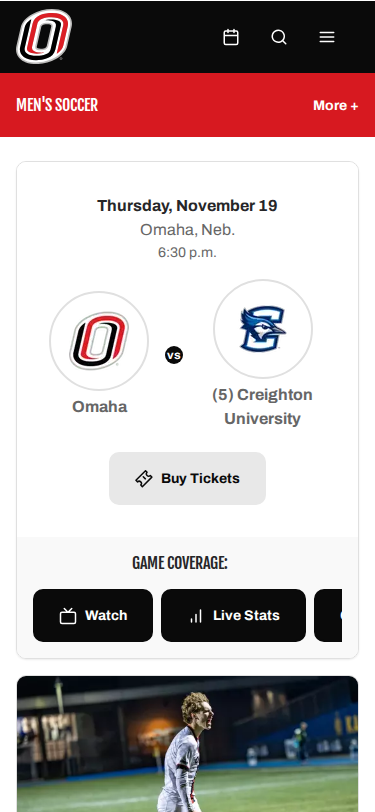 O
MEN'S SOCCER
More +
Thursday, November 19
Omaha, Neb.
6:30 p.m.
O
vs
Omaha
(5) Creighton
University
Buy Tickets
GAME COVERAGE:
Watch
Live Stats